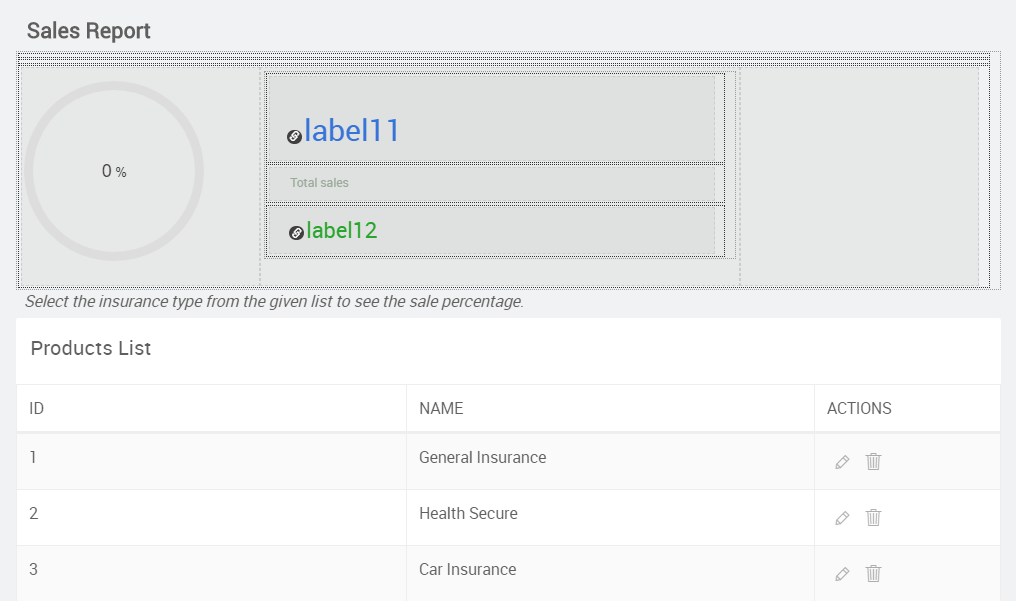 Sales Report
0 %
label11
Total sales
label12
Select the insurance type from the given list to see the sale percentage.
Products List
ID NAME ACTIONS
1 General Insurance
2 Health Secure
3 Car Insurance